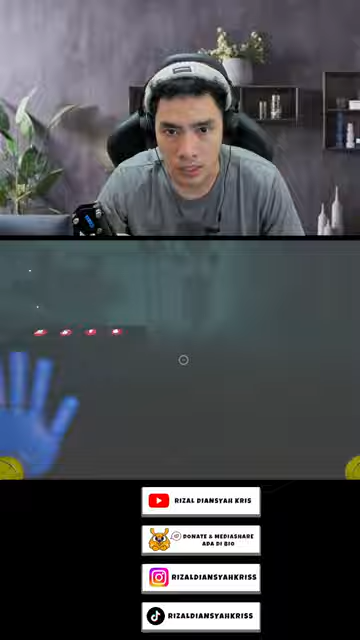 RIZAL DIANSYAH KRIS
DONATE & MEDIASHARE
ADA DI BIO
RIZALDIANSYAHKRISS
RIZALDIANSYAHKRISS